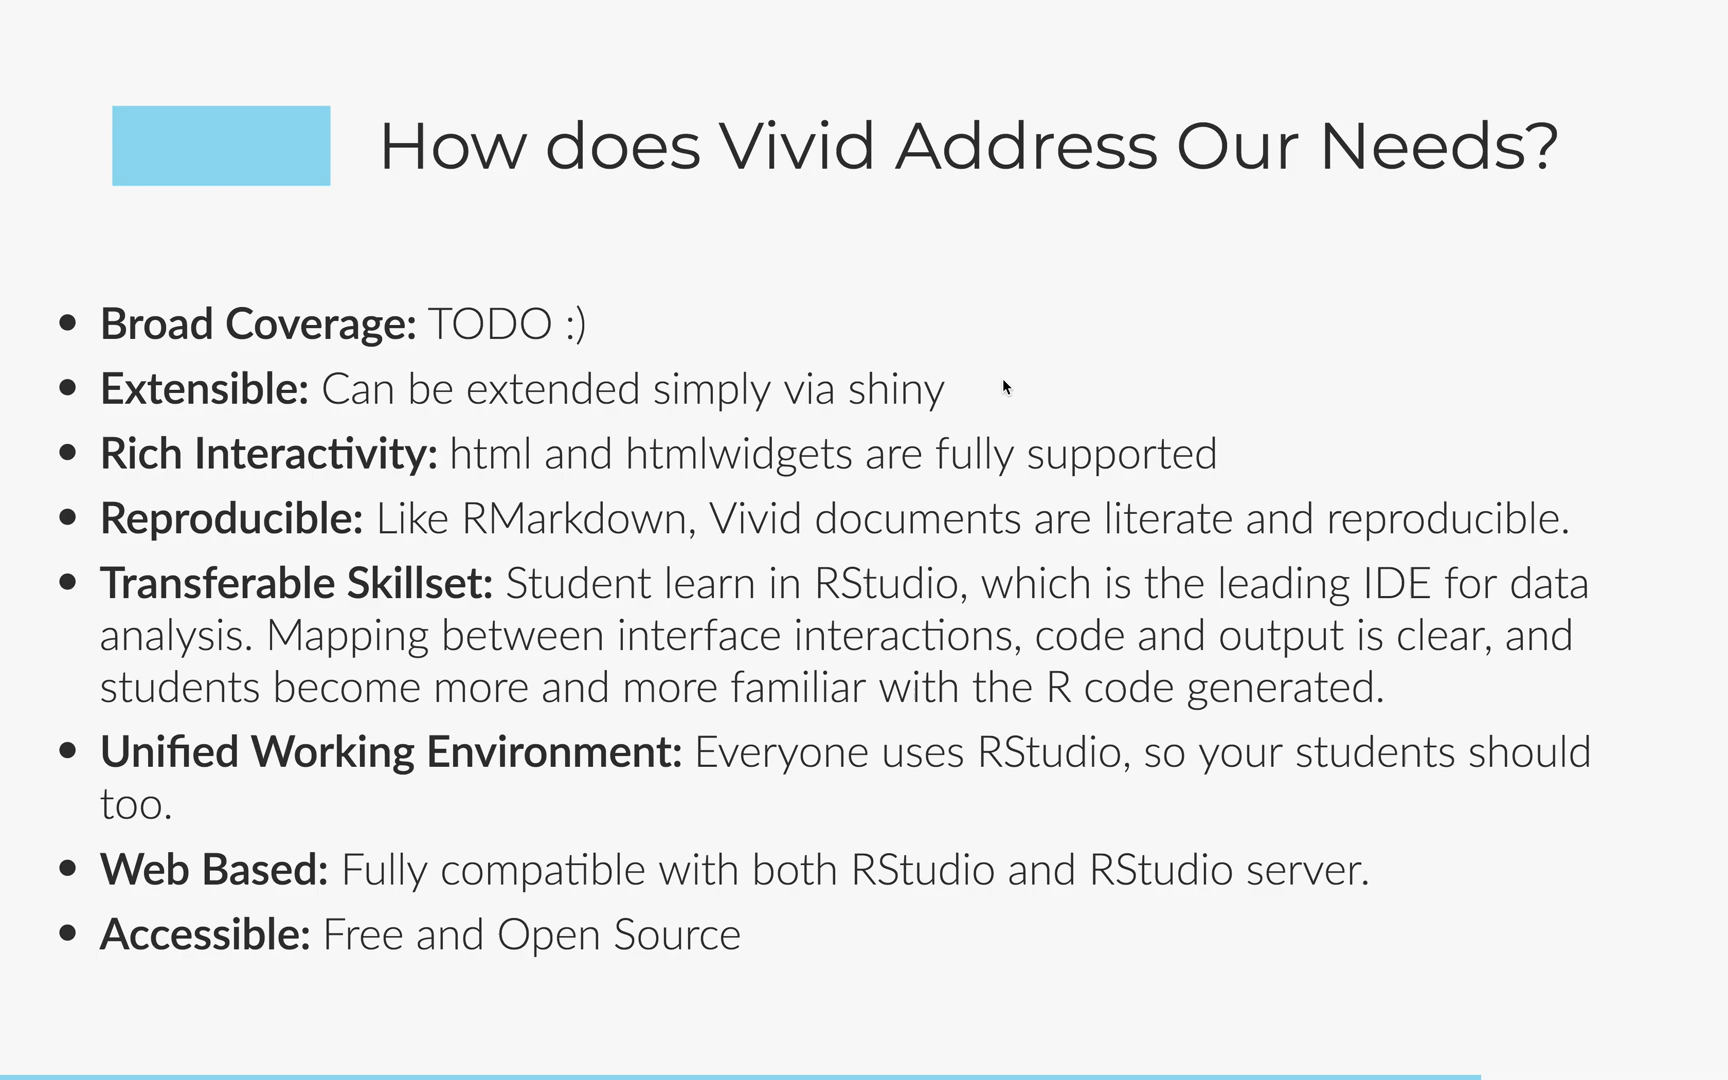 How does Vivid Address Our Needs?
• Broad Coverage: TODO :)
• Extensible: Can be extended simply via shiny
• Rich Interactivity: html and htmlwidgets are fully supported
• Reproducible: Like RMarkdown, Vivid documents are literate and reproducible.
• Transferable Skillset: Student learn in RStudio, which is the leading IDE for data
analysis. Mapping between interface interactions, code and output is clear, and
students become more and more familiar with the R code generated.
• Unified Working Environment: Everyone uses RStudio, so your students should
too.
• Web Based: Fully compatible with both RStudio and RStudio server.
• Accessible: Free and Open Source